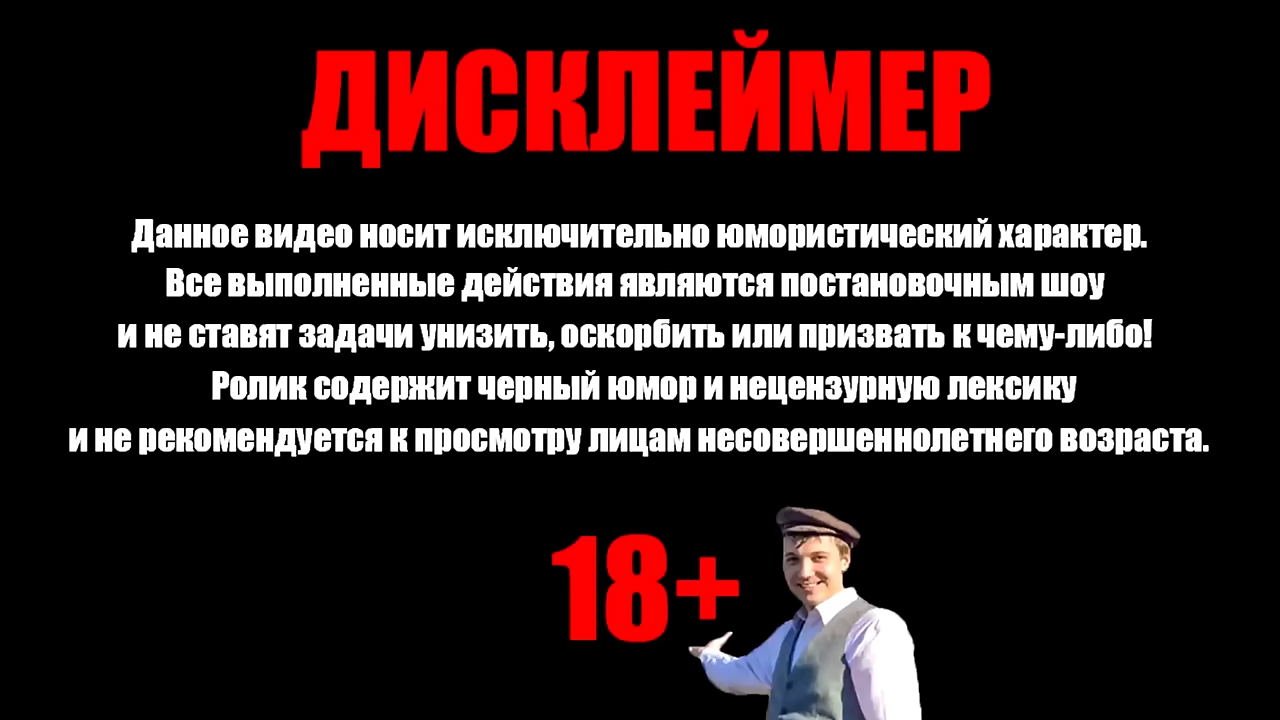 ДИСКЛЕЙМЕР
Данное видео носит исключительно юмористический характер.
Все выполненные действия являются постановочным шоу
и не ставят задачи унизить, оскорбить или призвать к чему-либо!
Ролик содержит черный юмор и нецензурную лексику
и не рекомендуется к просмотру лицам несовершеннолетнего возраста.
18+